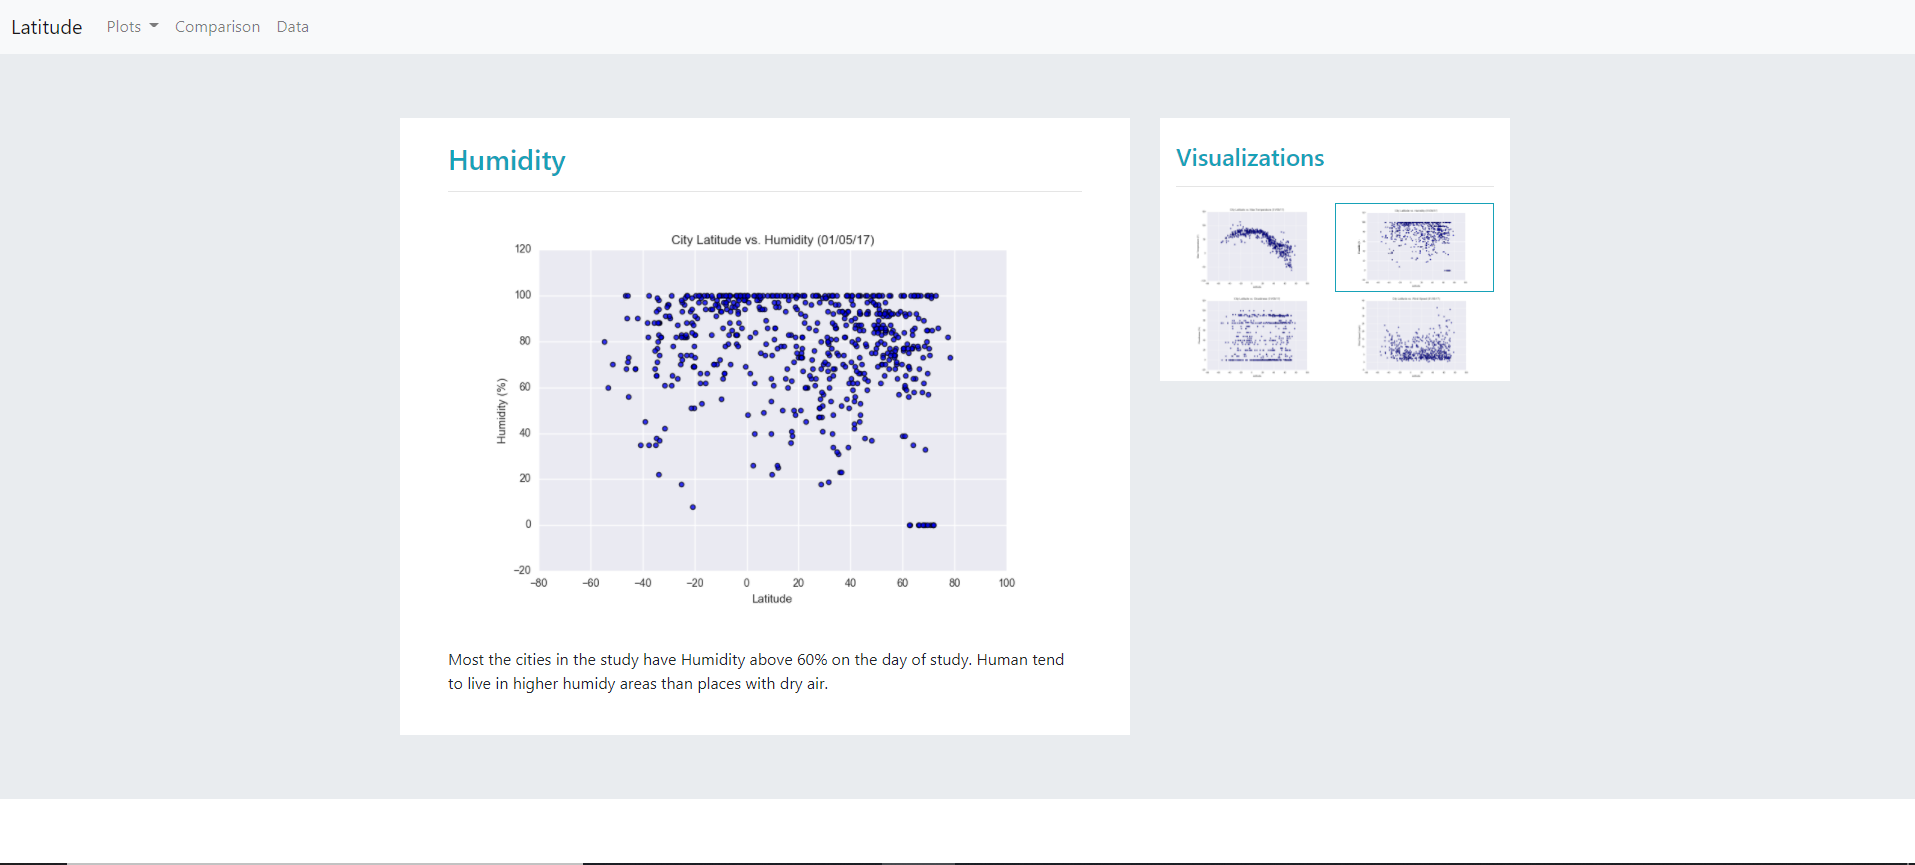 Latitude Plots Comparison Data
Humidity
City Latitude vs. Humidity (01/05/17)
120
100
80
60
40
20
0
−20
Humidity (%)
−80 −60 −40 −20 0 20 40 60 80 100
Latitude
Most the cities in the study have Humidity above 60% on the day of study. Human tend
to live in higher humidy areas than places with dry air.
Visualizations